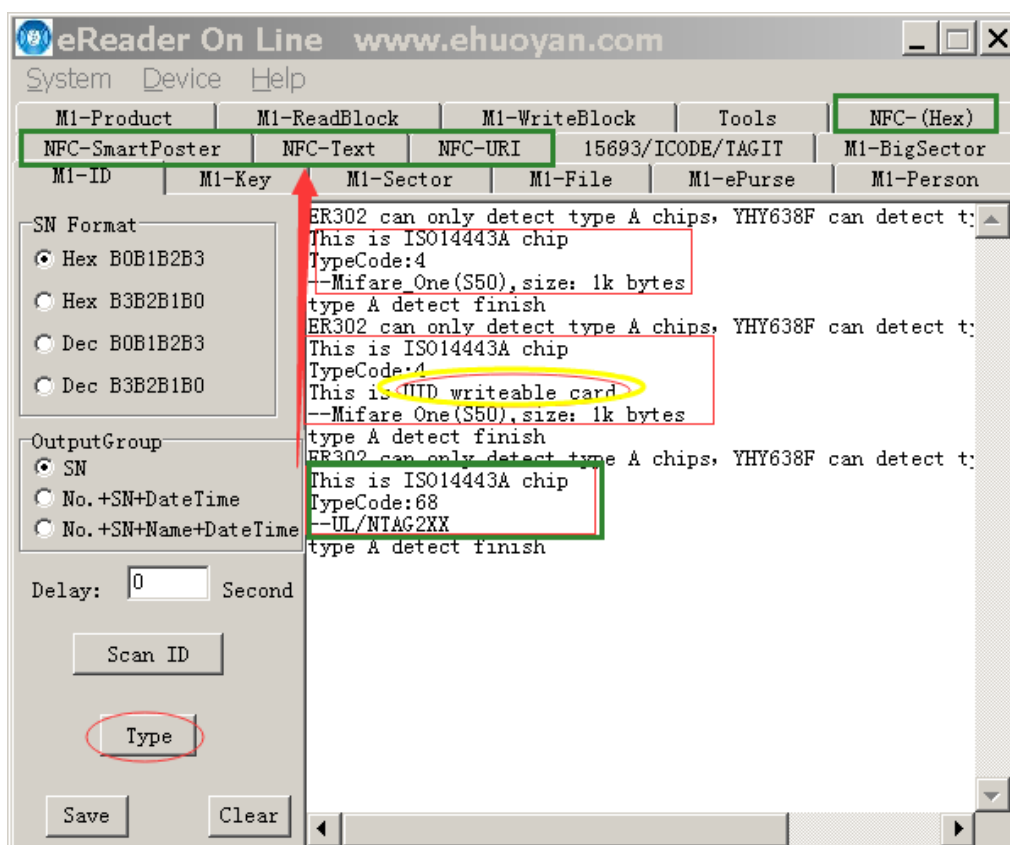 eReader On Line www.ehuoyan.com
System Device Help
M1-Product M1-ReadBlock M1-WriteBlock Tools NFC-(Hex)
NFC-SmartPoster NFC-Text NFC-URI 15693/ICODE/TAGIT M1-BigSector
M1-ID M1-Key M1-Sector M1-File M1-ePurse M1-Person
SN Format
Hex B0B1B2B3
Hex B3B2B1B0
Dec B0B1B2B3
Dec B3B2B1B0
OutputGroup
SN
No.+SN+DateTime
No.+SN+Name+DateTime
Delay: 0 Second
Scan ID
Type
Save Clear
ER302 can only detect type A chips, YHY638F can detect
This is ISO14443A chip
TypeCode:4
--Mifare_One(S50),size: 1k bytes
type A detect finish
ER302 can only detect type A chips, YHY638F can detect
This is ISO14443A chip
TypeCode:4
This is UID writeable card
--Mifare One(S50),size: 1k bytes
type A detect finish
ER302 can only detect type A chips, YHY638F can detect
This is ISO14443A chip
TypeCode:68
--UL/NTAG2XX
type A detect finish